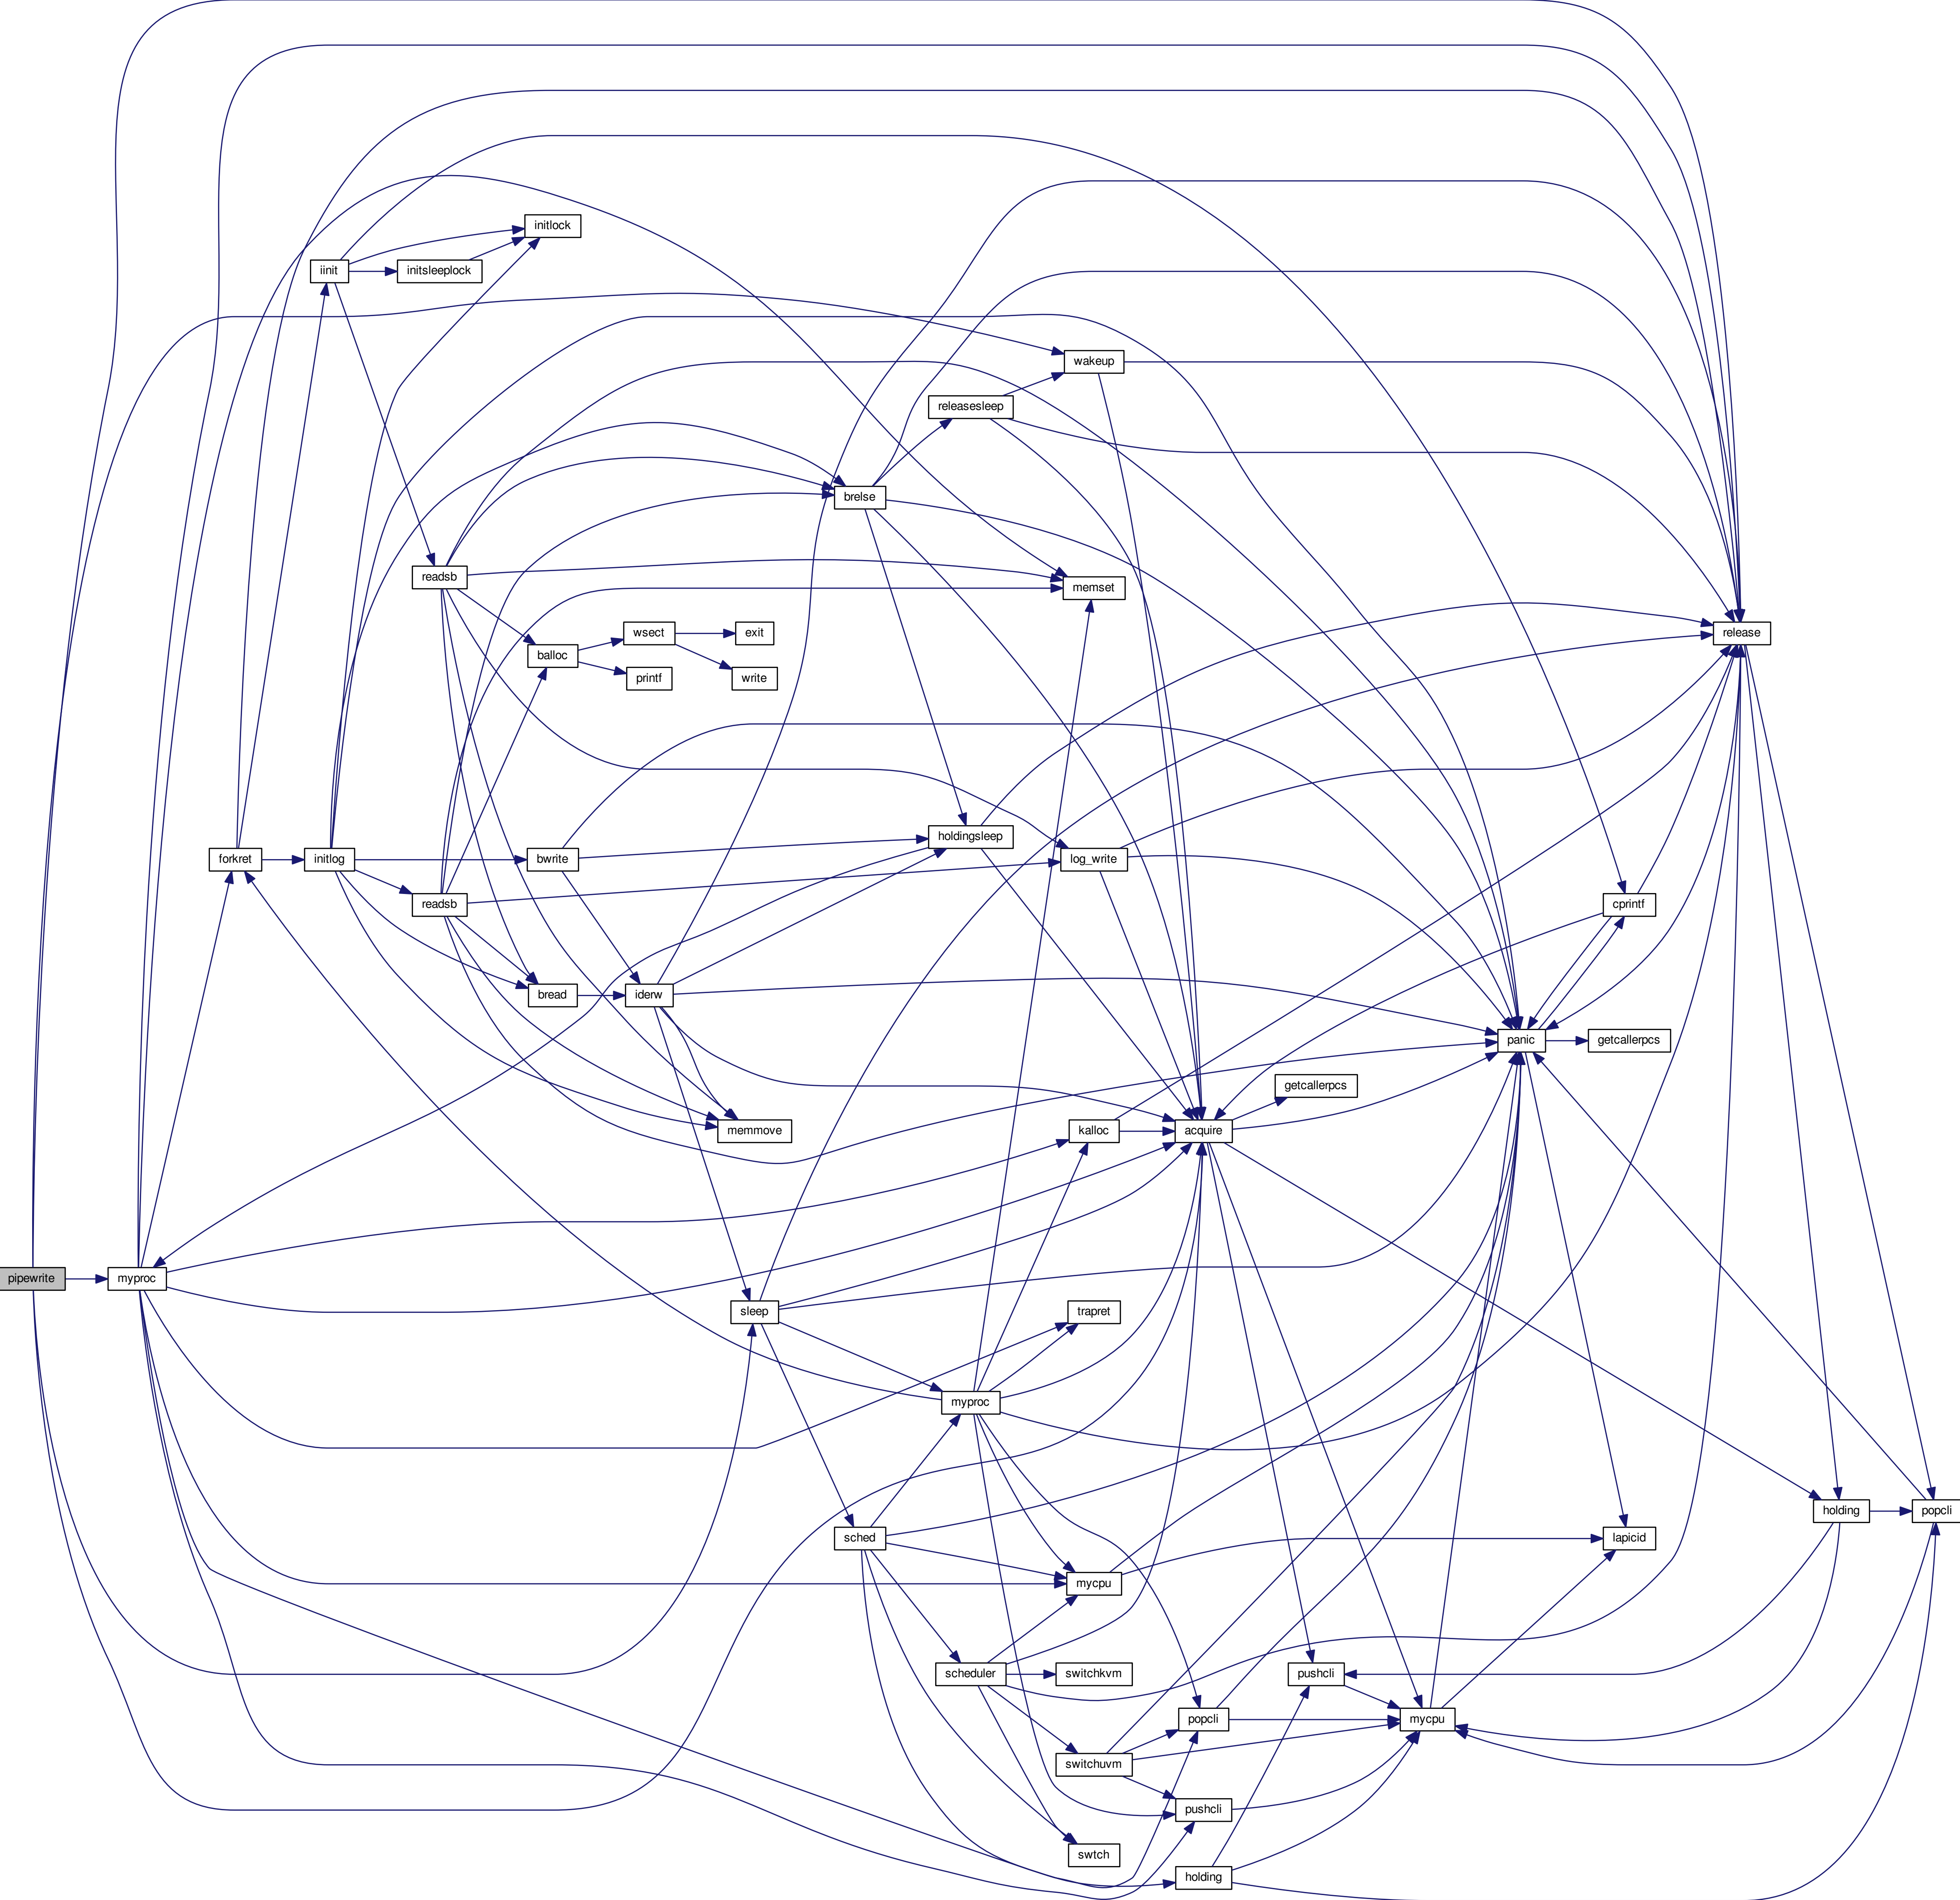 initlock
iinit
initsleeplock
wakeup
releasesleep
brelse
readsb
memset
wsect
exit
release
balloc
printf
write
holdingsleep
forkret
initlog
bwrite
log_write
readsb
cprintf
bread
iderw
panic
getcallerpcs
getcallerpcs
memmove
kalloc
acquire
pipewrite
myproc
sleep
trapret
myproc
holding
popcli
sched
lapicid
mycpu
scheduler
switchkvm
pushcli
popcli
mycpu
switchuvm
pushcli
swtch
holding